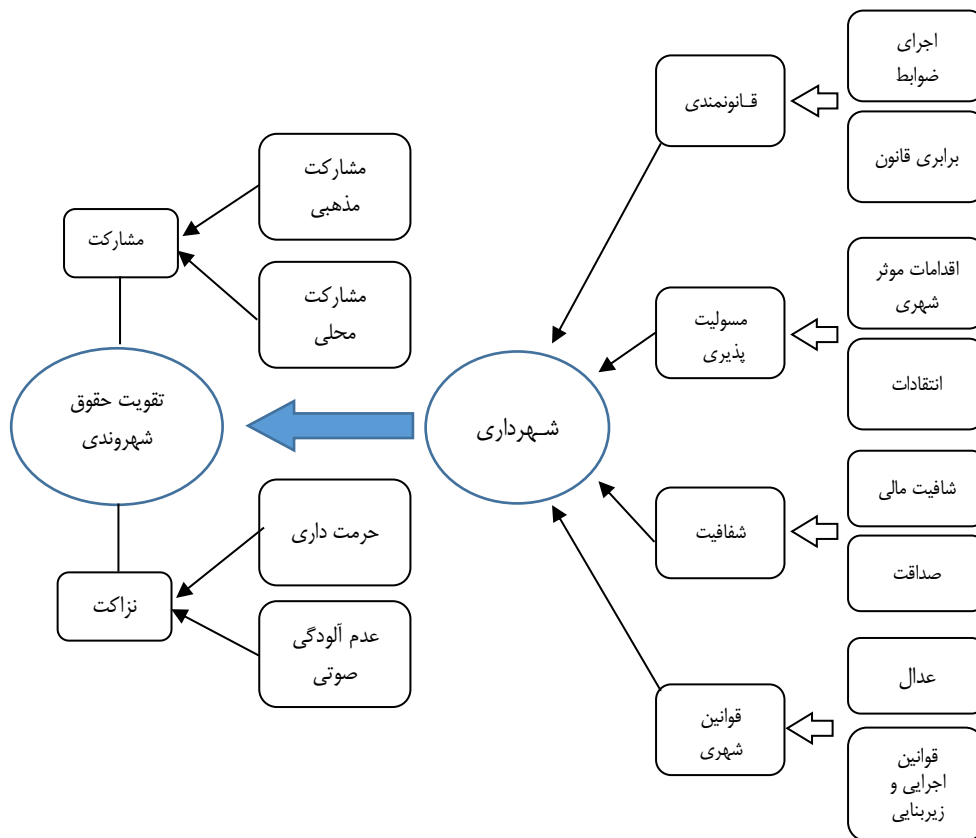 اجرای
ضوابط
برابری قانون
قـانونمندی
اقدامات موثر
شهری
انتقادات
مسولیت
پذیری
شافیت مالی
صداقت
شفافیت
عدال
قوانین
اجرایی و
زیربنایی
قوانین
شهری
شـهرداری
مشارکت
مذهبی
مشارکت
محلی
مشارکت
تقویت حقوق
شهروندی
حرمت داری
عدم آلودگی
صوتی
نزاکت